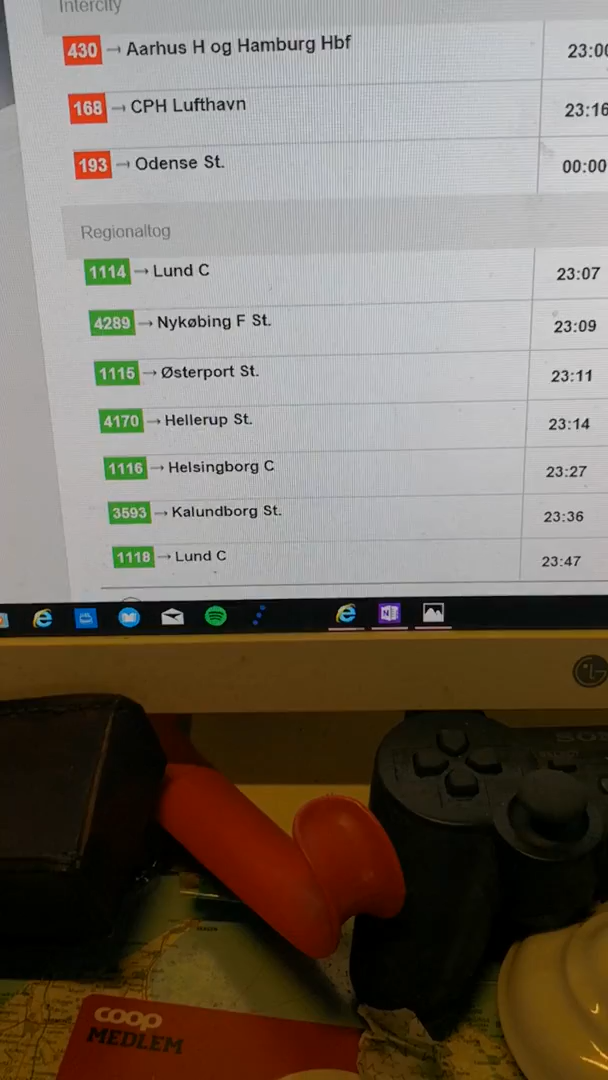 Intercity
430 → Aarhus H og Hamburg Hbf 23:00
168 → CPH Lufthavn 23:16
193 → Odense St. 00:00
Regionaltog
1114 → Lund C 23:07
4289 → Nykøbing F St. 23:09
1115 → Østerport St. 23:11
4170 → Hellerup St. 23:14
1116 → Helsingborg C 23:27
3593 → Kalundborg St. 23:36
1118 → Lund C 23:47
coop
MEDLEM